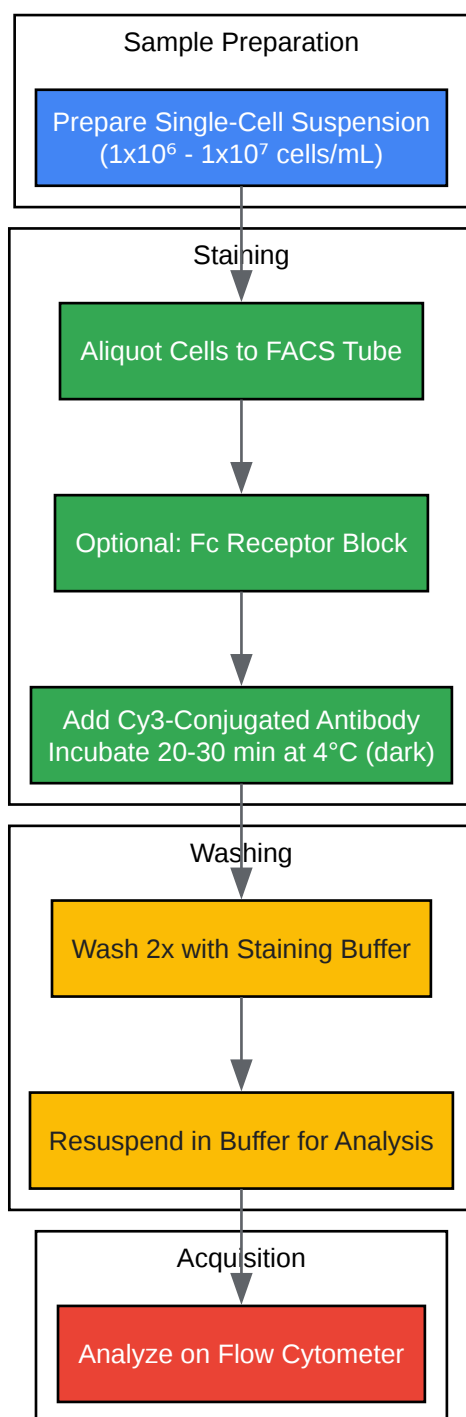 Sample Preparation
Prepare Single-Cell Suspension
(1x10⁶ - 1x10⁷ cells/mL)
Staining
Aliquot Cells to FACS Tube
Optional: Fc Receptor Block
Add Cy3-Conjugated Antibody
Incubate 20-30 min at 4°C (dark)
Washing
Wash 2x with Staining Buffer
Resuspend in Buffer for Analysis
Acquisition
Analyze on Flow Cytometer